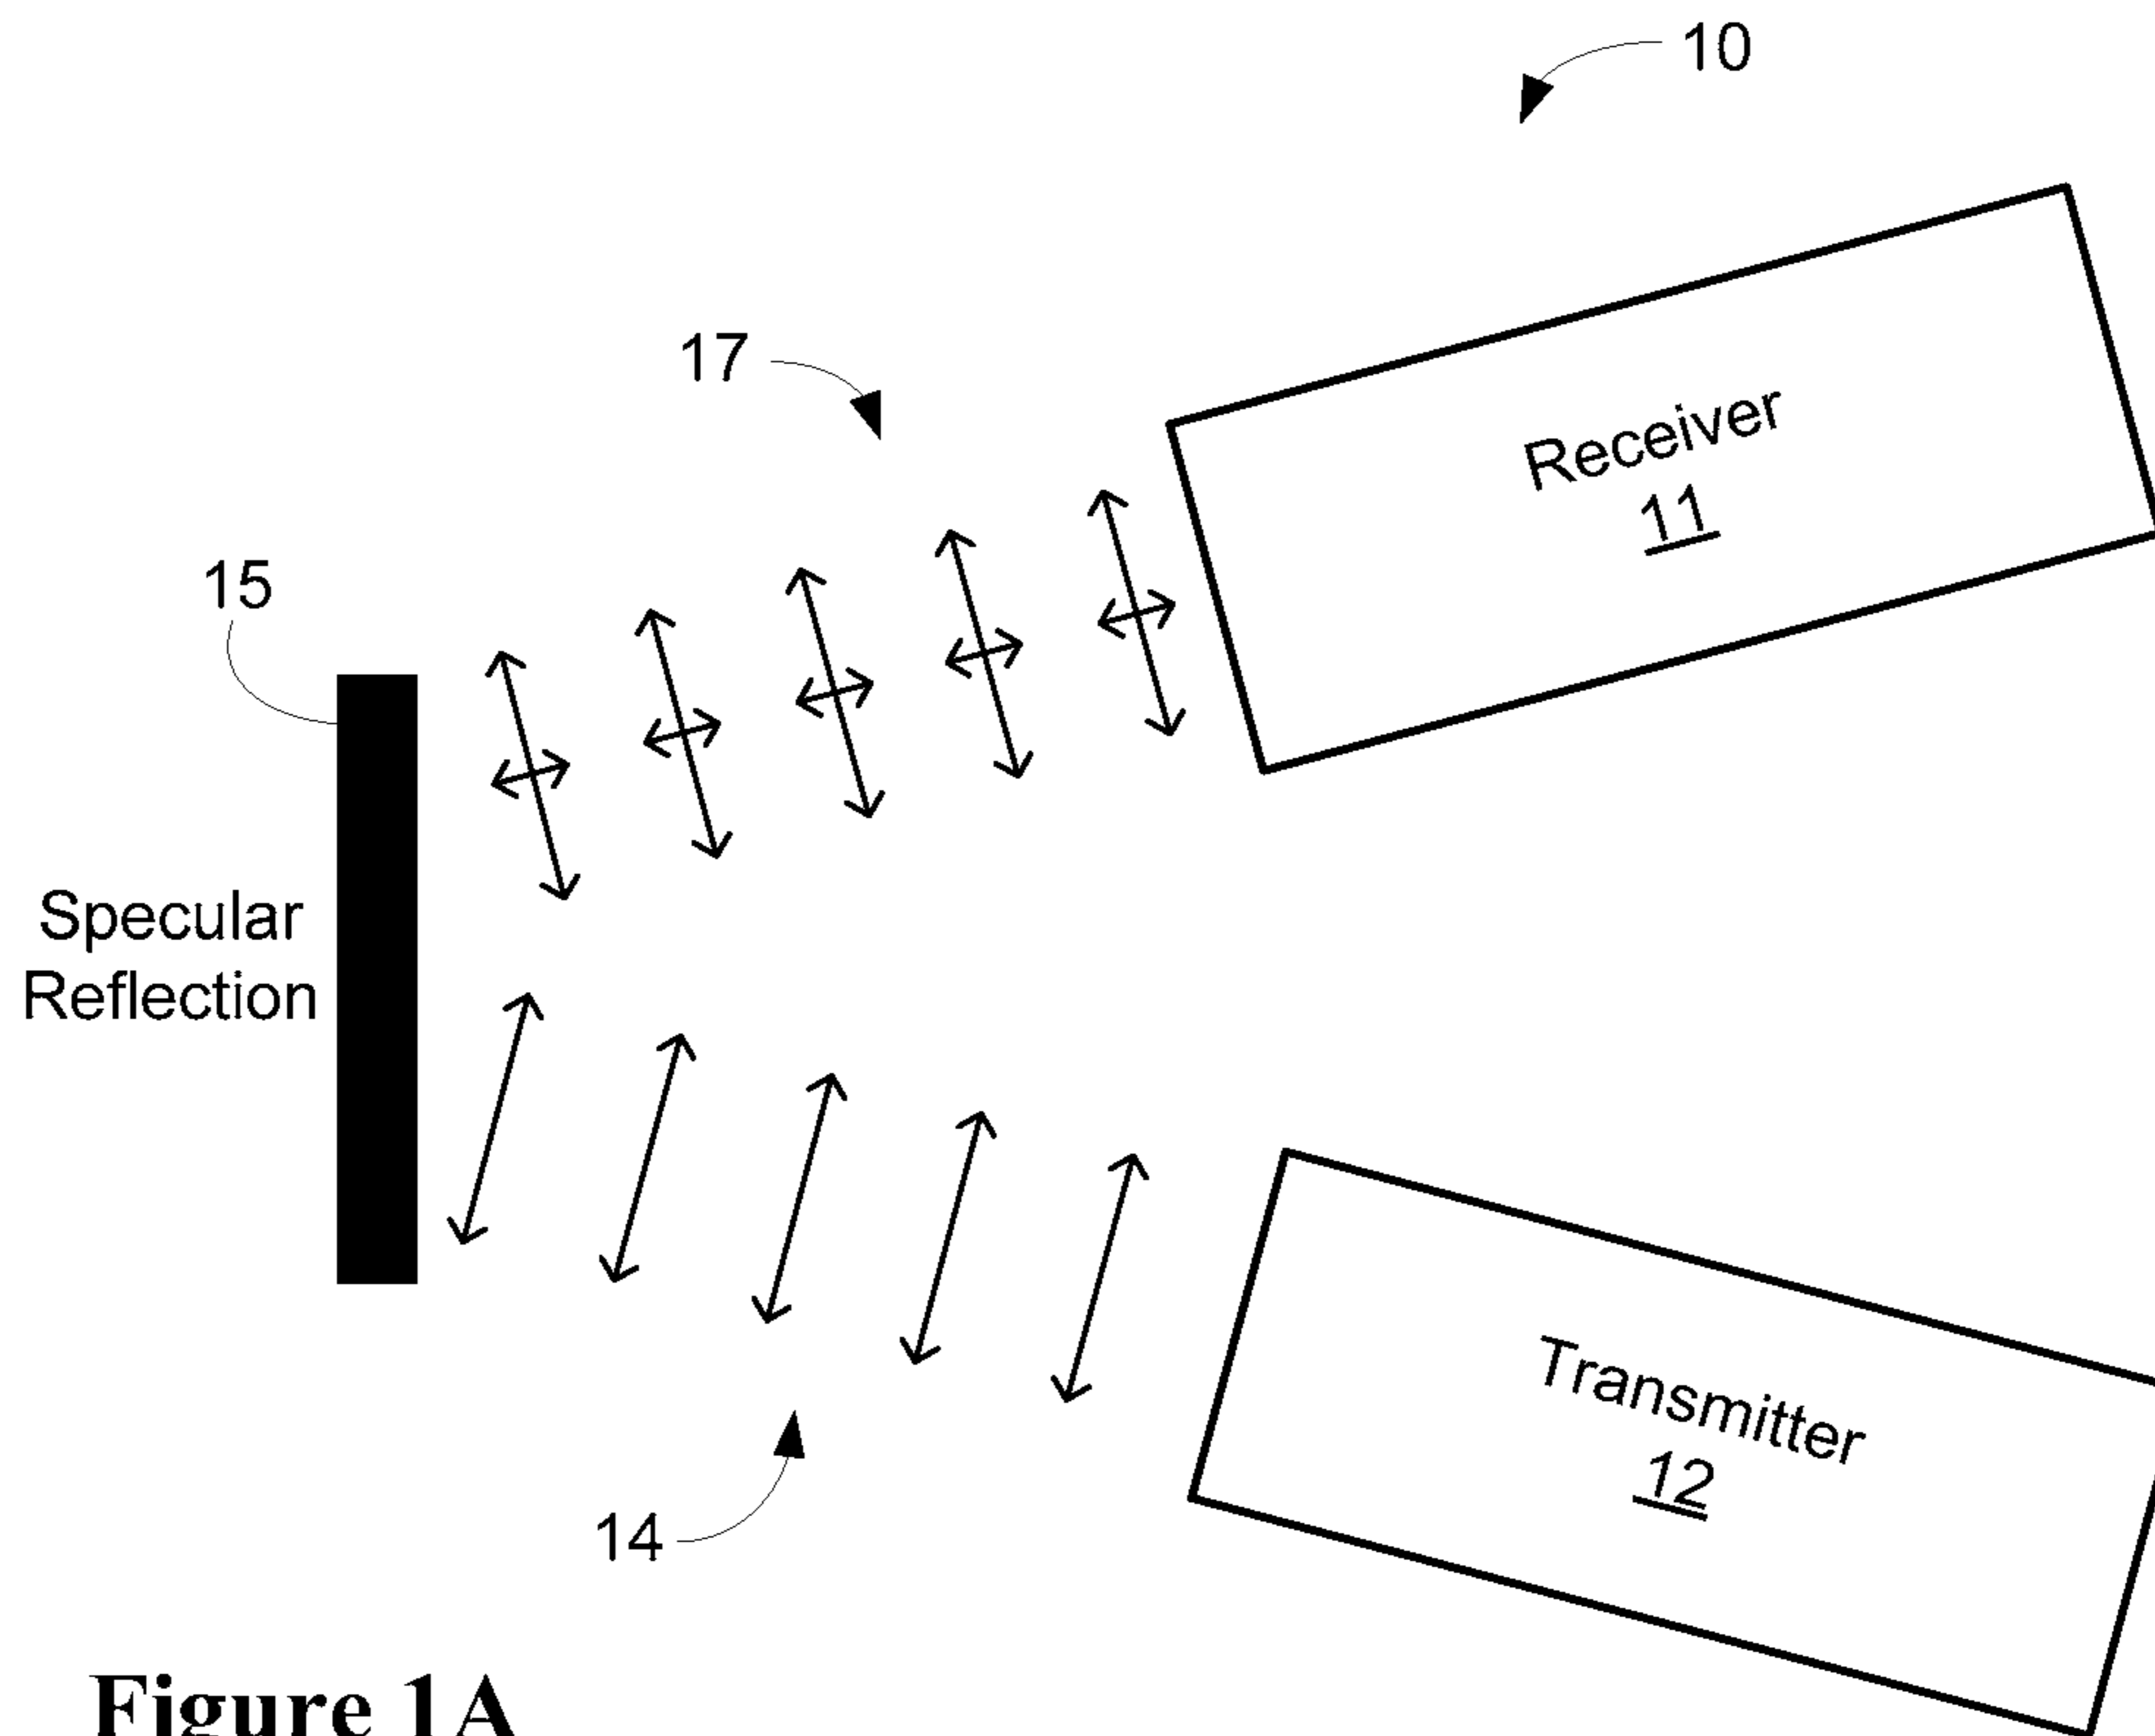 10
17
Receiver
11
15
Specular
Reflection
Transmitter
12
14
Figure 1A